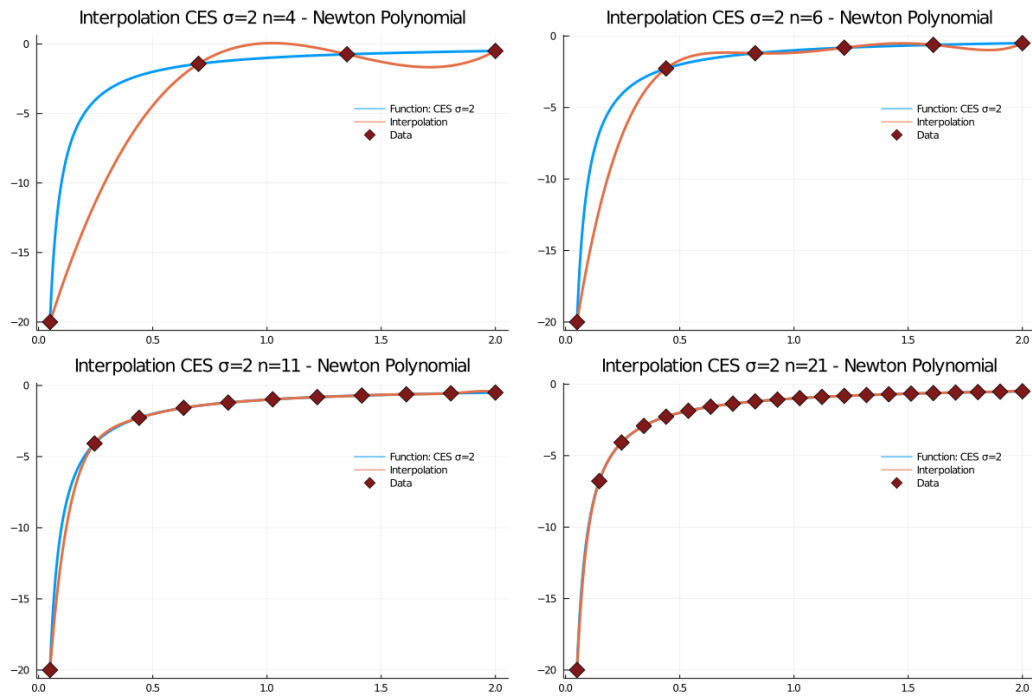 Interpolation CES σ=2 n=4 - Newton Polynomial
0
−5
−10
−15
−20
0.0 0.5 1.0 1.5 2.0
Function: CES σ=2
Interpolation
Data
Interpolation CES σ=2 n=6 - Newton Polynomial
0
−5
−10
−15
−20
0.0 0.5 1.0 1.5 2.0
Function: CES σ=2
Interpolation
Data
Interpolation CES σ=2 n=11 - Newton Polynomial
0
−5
−10
−15
−20
0.0 0.5 1.0 1.5 2.0
Function: CES σ=2
Interpolation
Data
Interpolation CES σ=2 n=21 - Newton Polynomial
0
−5
−10
−15
−20
0.0 0.5 1.0 1.5 2.0
Function: CES σ=2
Interpolation
Data